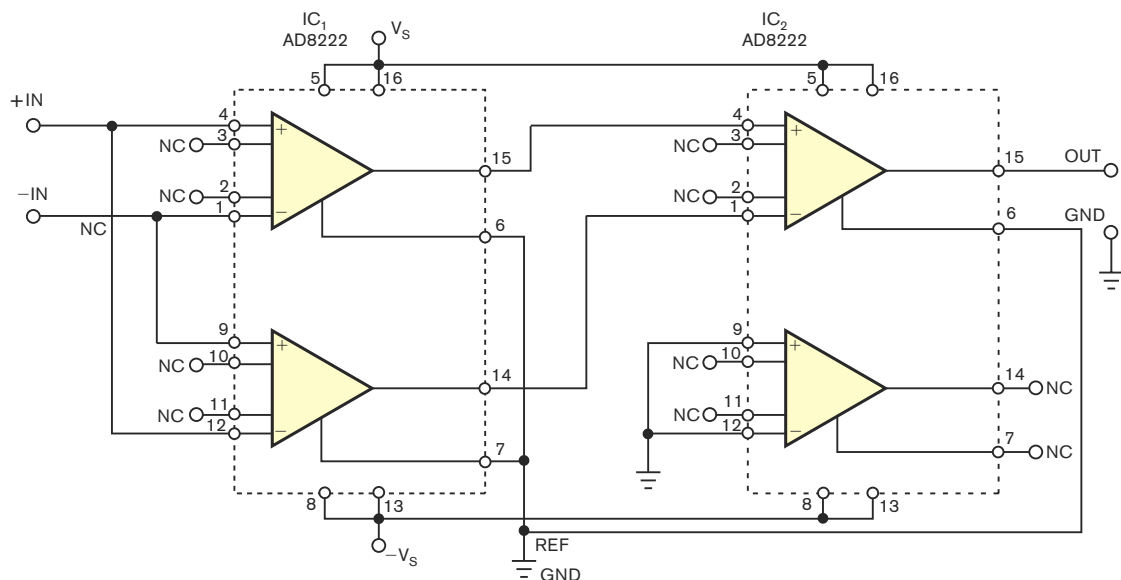 IC1
AD8222
VS
IC2
AD8222
5
16
5
16
+IN
4
+
4
+
NC
3
NC
3
15
15
OUT
NC
2
NC
2
−IN
1
−
1
−
6
GND
NC
6
9
+
9
+
NC
10
NC
10
14
14
NC
NC
11
NC
11
12
−
12
−
7
7
NC
8
13
8
13
−VS
REF
GND